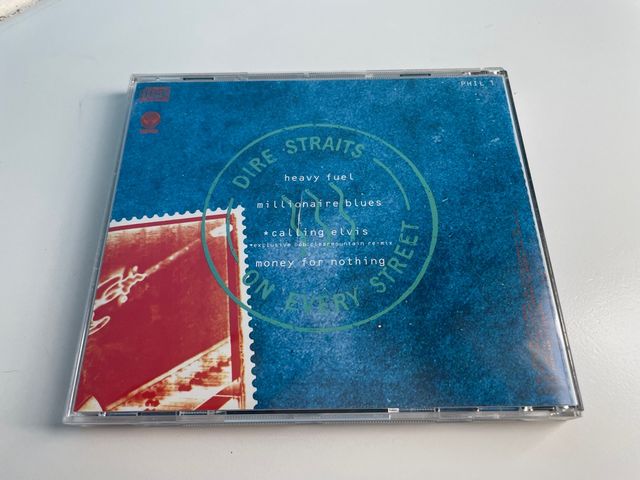 PHIL 1
DIRE STRAITS
heavy fuel
millionaire blues
*calling elvis
*exclusive bob clearmountain re-mix
money for nothing
ON EVERY STREET